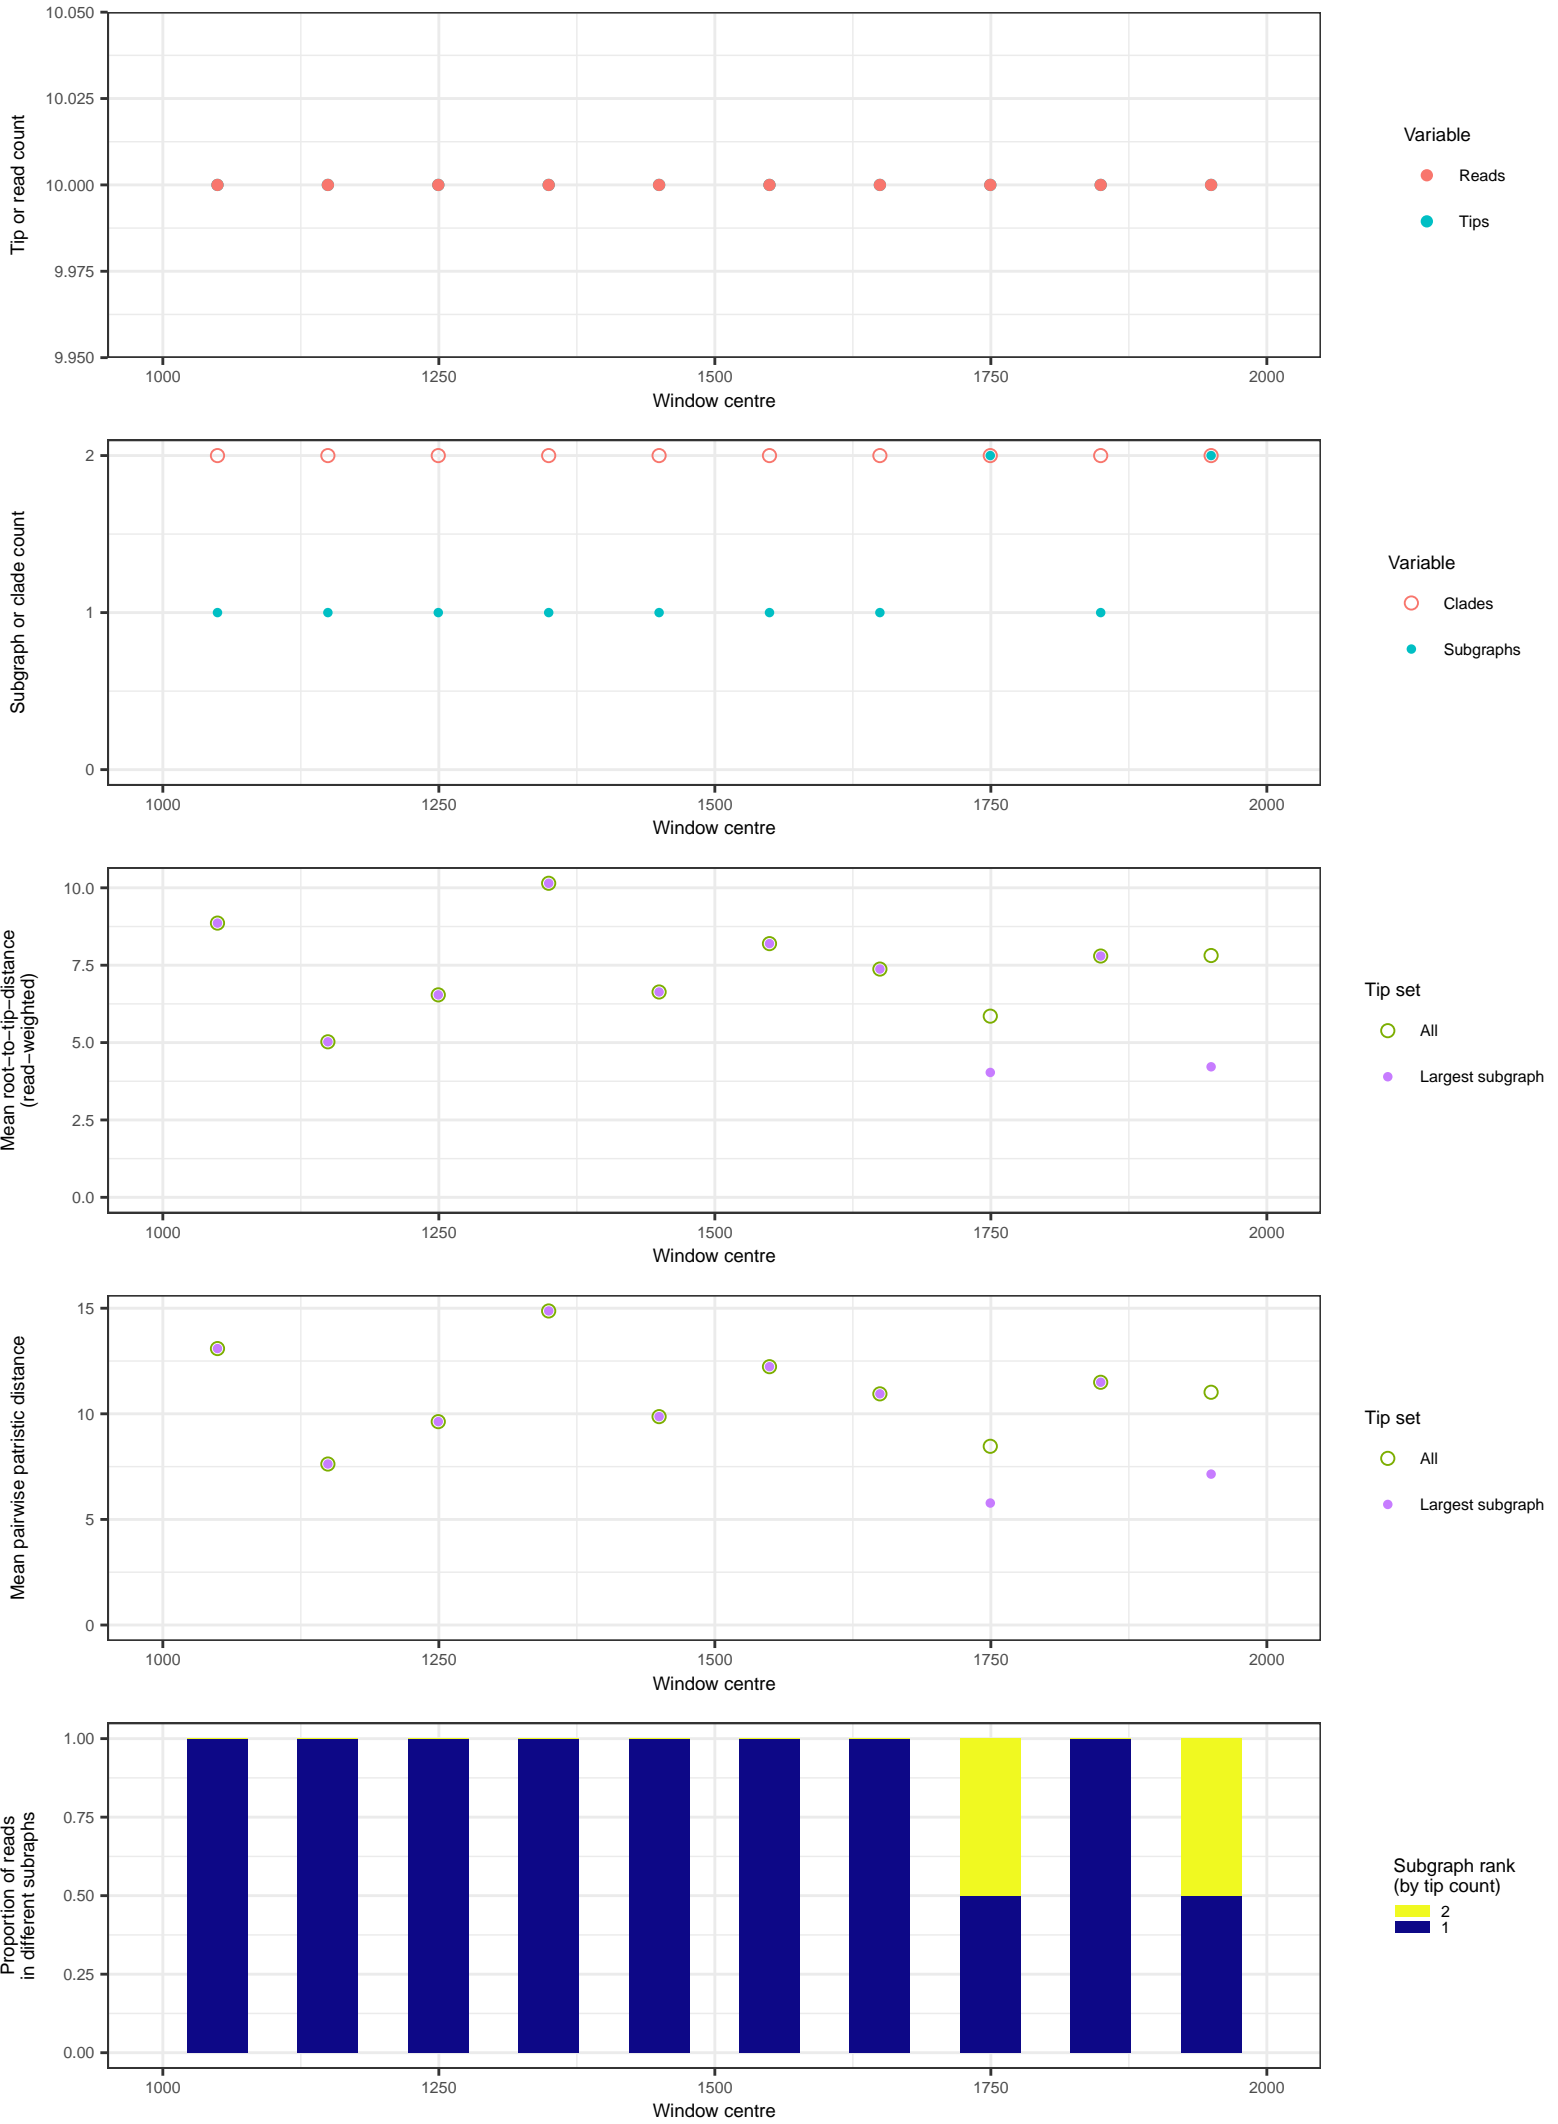 10.050
10.025
10.000
9.975
9.950
Tip or read count
1000 1250 1500 1750 2000
Window centre
Variable
Reads
Tips
2
1
0
Subgraph or clade count
1000 1250 1500 1750 2000
Window centre
Variable
Clades
Subgraphs
10.0
7.5
5.0
2.5
0.0
Mean root−to−tip−distance
(read−weighted)
1000 1250 1500 1750 2000
Window centre
Tip set
All
Largest subgraph
15
10
5
0
Mean pairwise patristic distance
1000 1250 1500 1750 2000
Window centre
Tip set
All
Largest subgraph
1.00
0.75
0.50
0.25
0.00
Proportion of reads
in different subraphs
1000 1250 1500 1750 2000
Window centre
Subgraph rank
(by tip count)
2
1